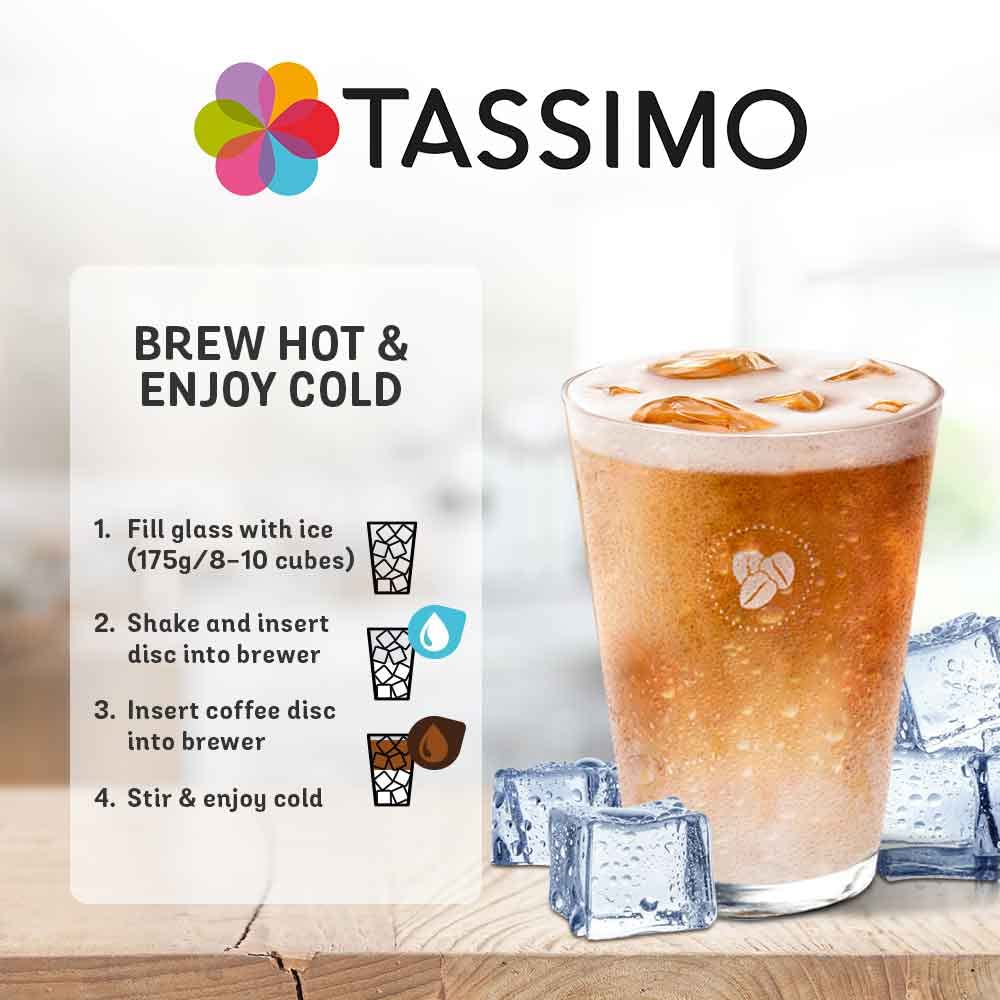 TASSIMO
BREW HOT &
ENJOY COLD
1. Fill glass with ice
(175g/8–10 cubes)
2. Shake and insert
disc into brewer
3. Insert coffee disc
into brewer
4. Stir & enjoy cold